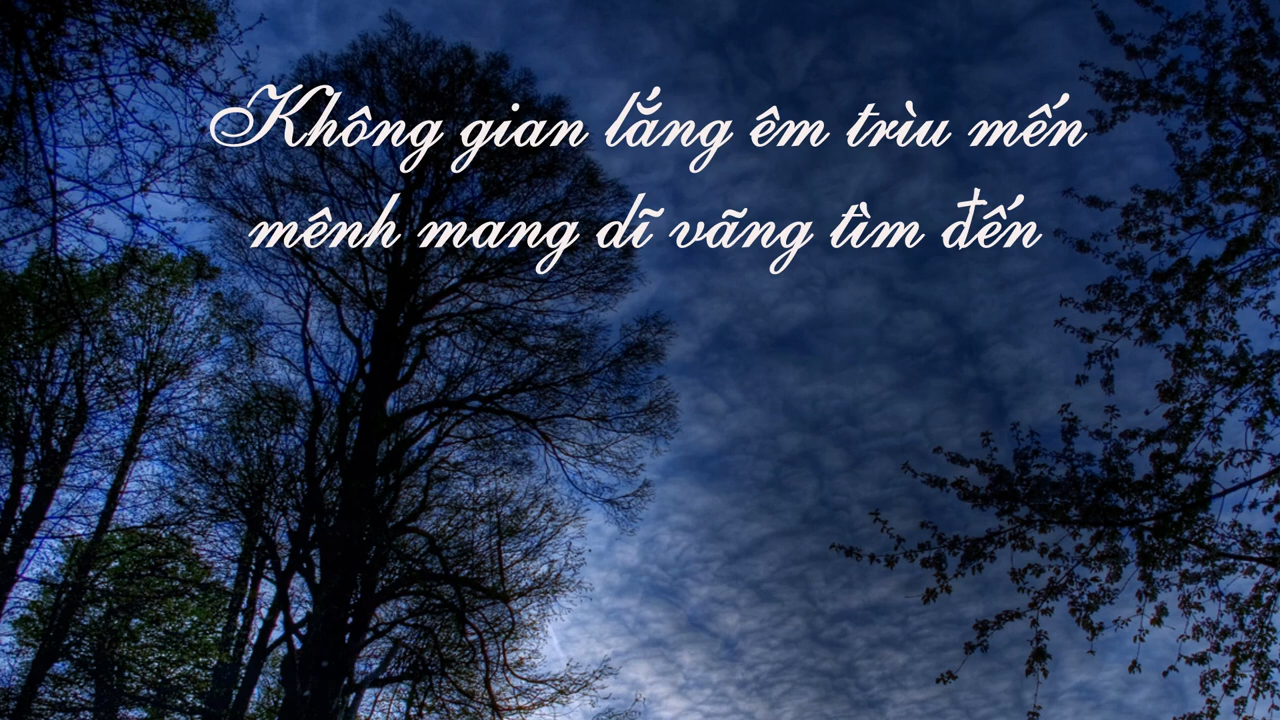 Không gian lắng êm trìu mến
mênh mang dĩ vãng tìm đến